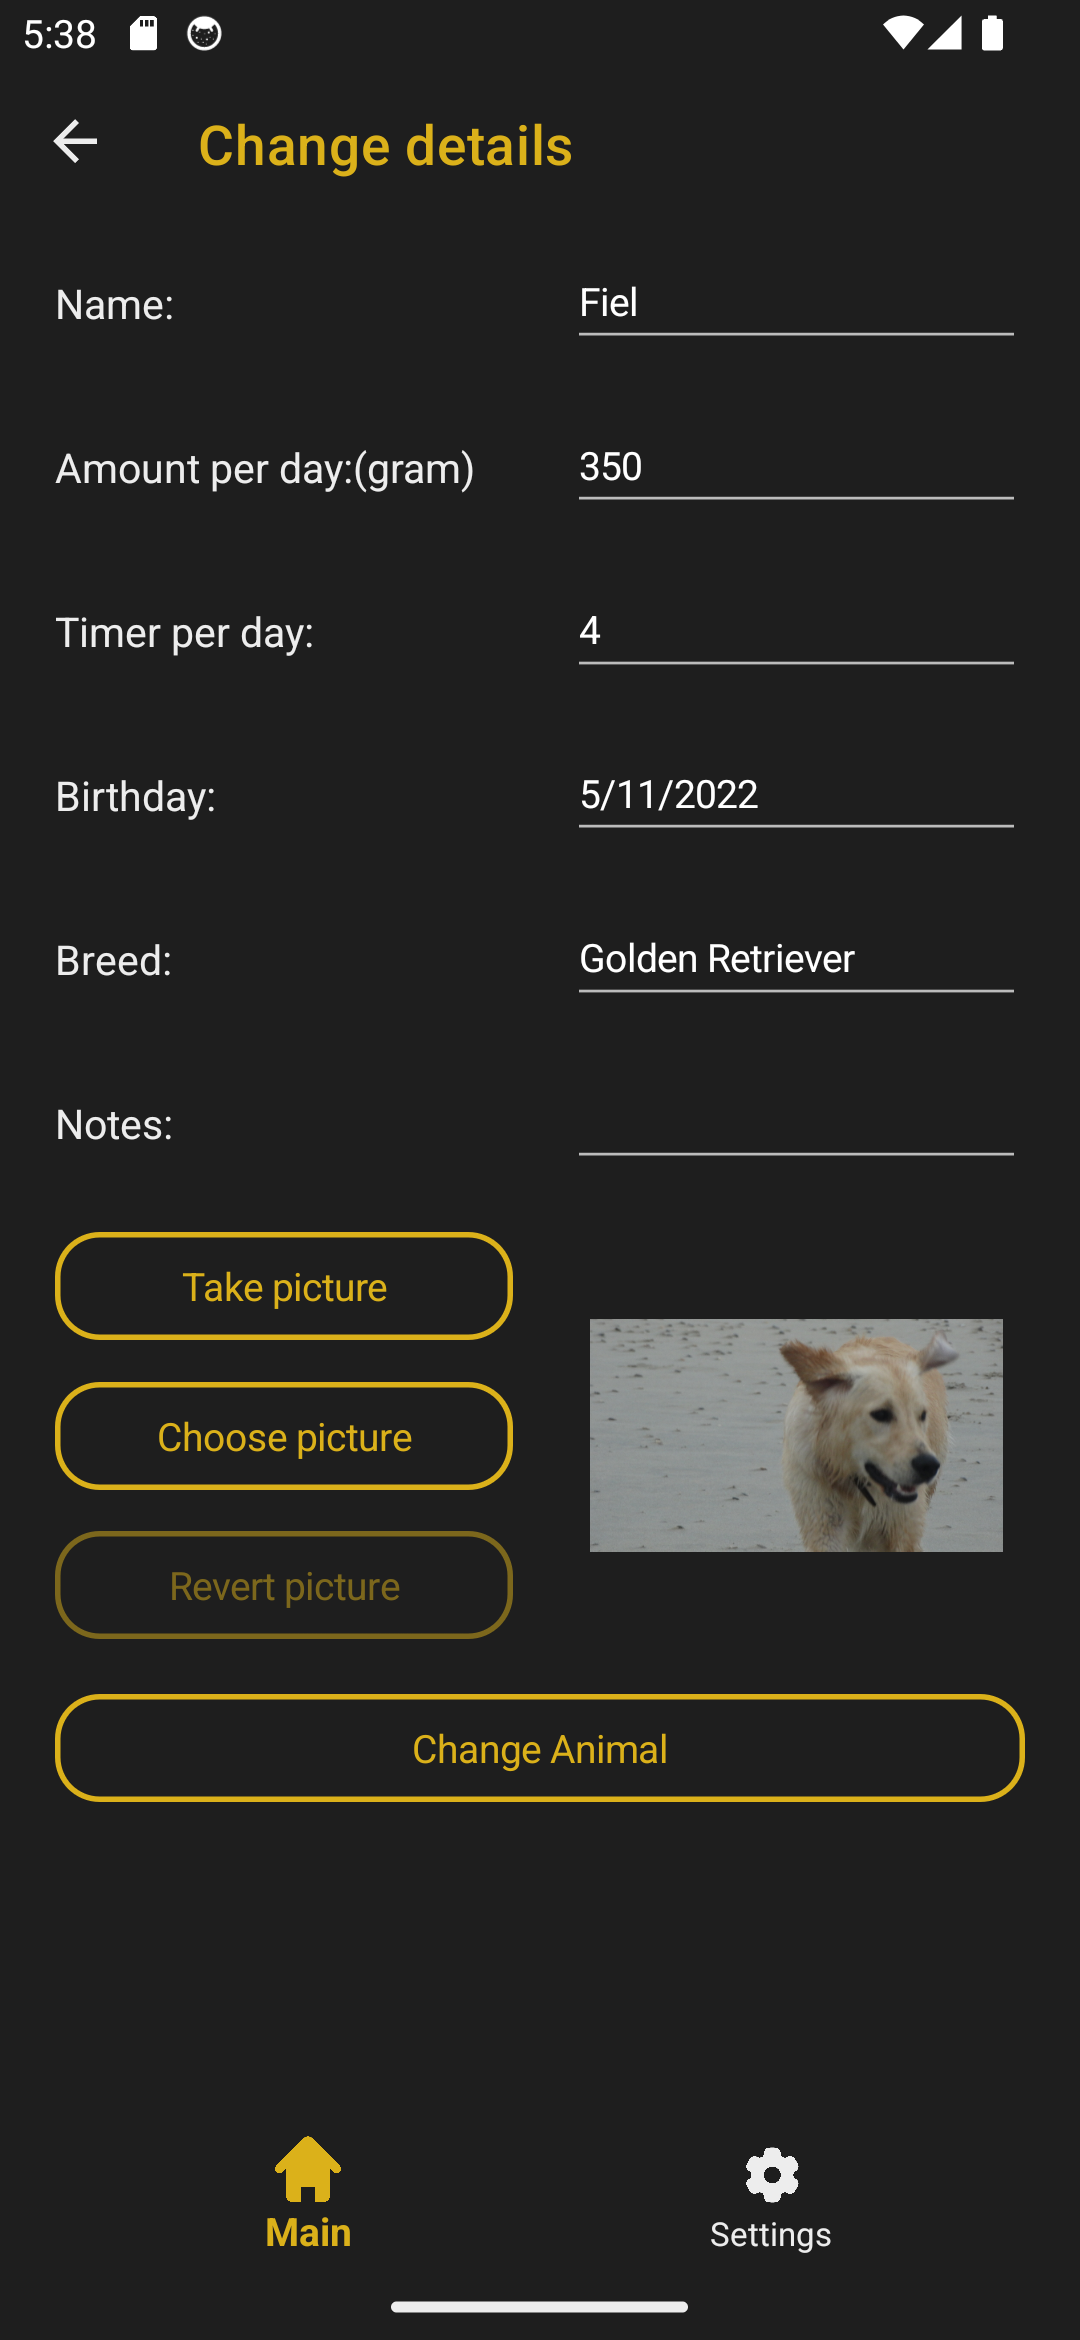 5:38
Change details
Name: Fiel
Amount per day:(gram) 350
Timer per day: 4
Birthday: 5/11/2022
Breed: Golden Retriever
Notes:
Take picture
Choose picture
Revert picture
Change Animal
Main Settings